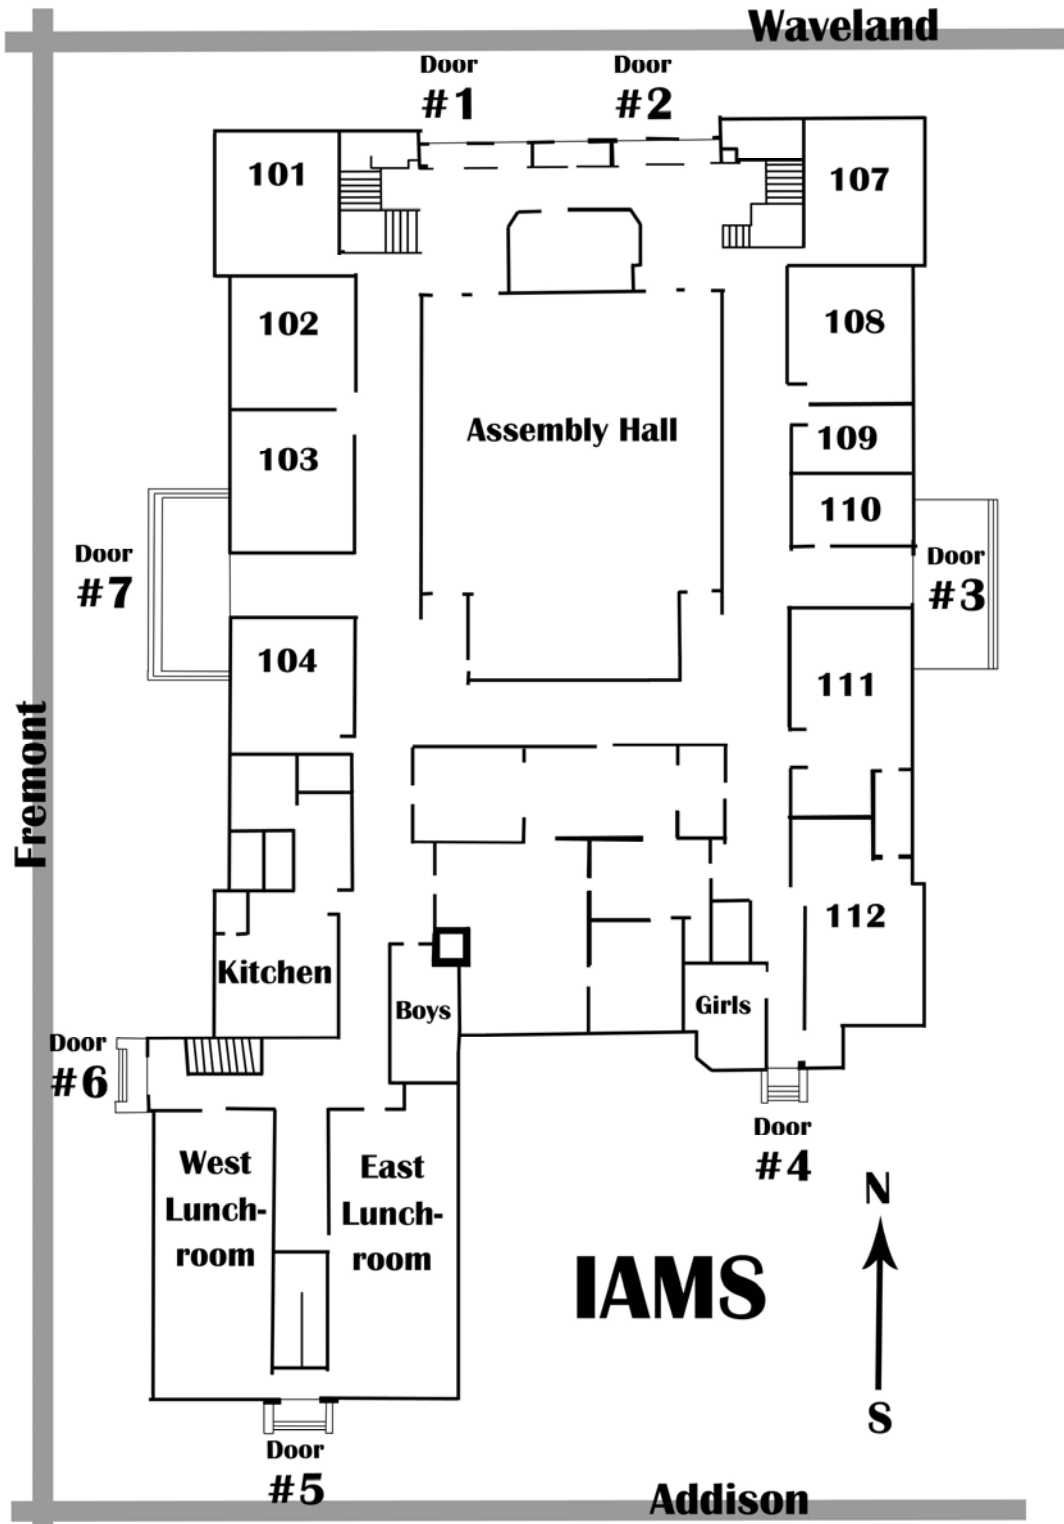 Waveland
Door
#1
Door
#2
101
107
102
108
Assembly Hall
103
109
110
Door
#7
Door
#3
104
111
Fremont
112
Kitchen
Boys
Girls
Door
#6
Door
#4
West
Lunch-
room
East
Lunch-
room
N
IAMS
S
Door
#5
Addison